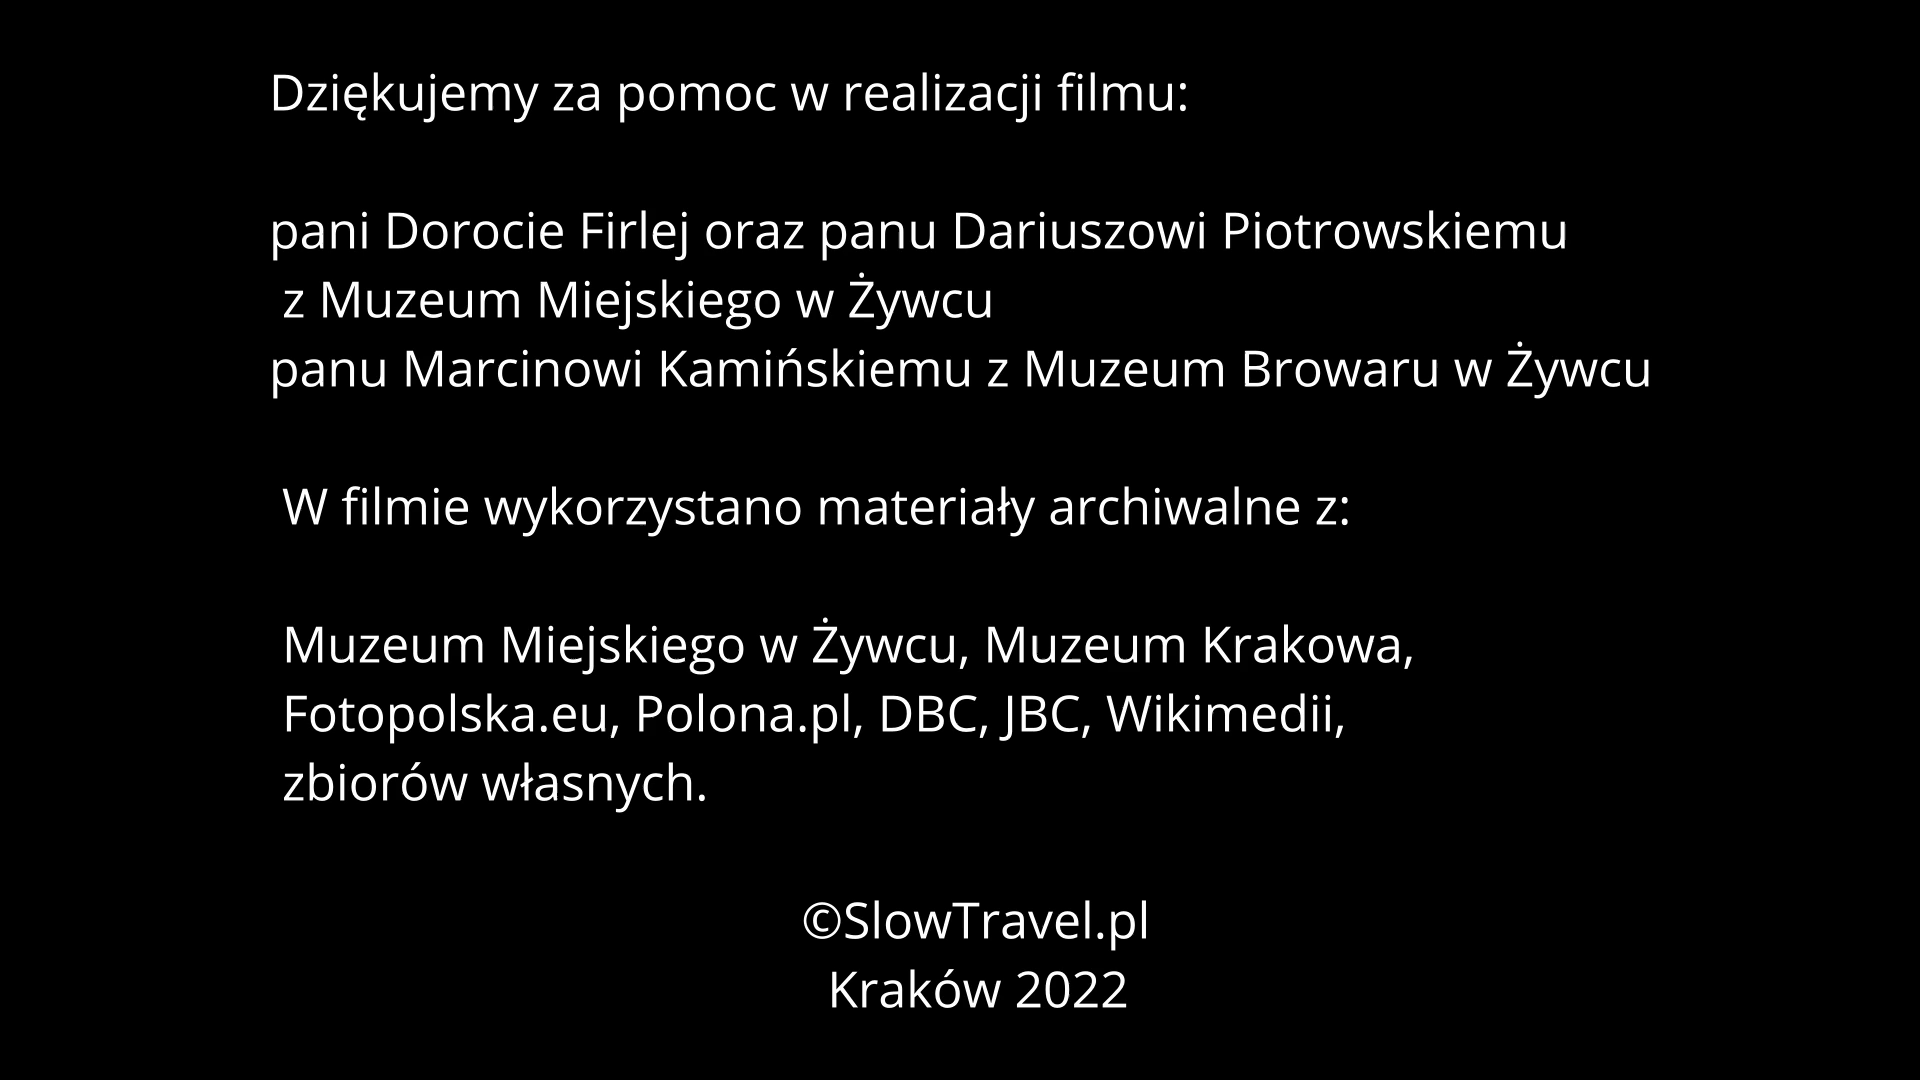 Dziękujemy za pomoc w realizacji filmu:
pani Dorocie Firlej oraz panu Dariuszowi Piotrowskiemu
z Muzeum Miejskiego w Żywcu
panu Marcinowi Kamińskiemu z Muzeum Browaru w Żywcu
W filmie wykorzystano materiały archiwalne z:
Muzeum Miejskiego w Żywcu, Muzeum Krakowa,
Fotopolska.eu, Polona.pl, DBC, JBC, Wikimedii,
zbiorów własnych.
©SlowTravel.pl
Kraków 2022